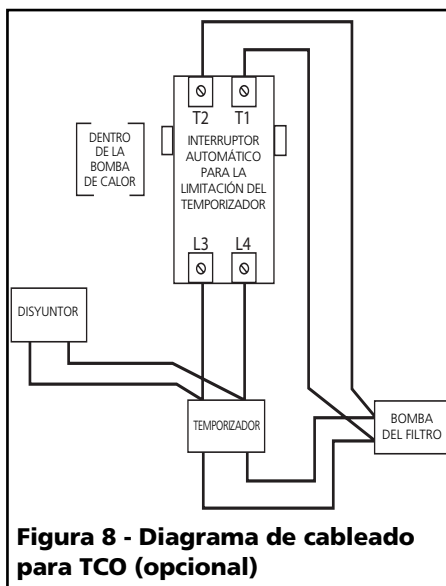 T2 T1
DENTRO
DE LA
BOMBA
DE CALOR
INTERRUPTOR
AUTOMÁTICO
PARA LA
LIMITACIÓN DEL
TEMPORIZADOR
L3 L4
DISYUNTOR
TEMPORIZADOR
BOMBA
DEL FILTRO
Figura 8 - Diagrama de cableado
para TCO (opcional)